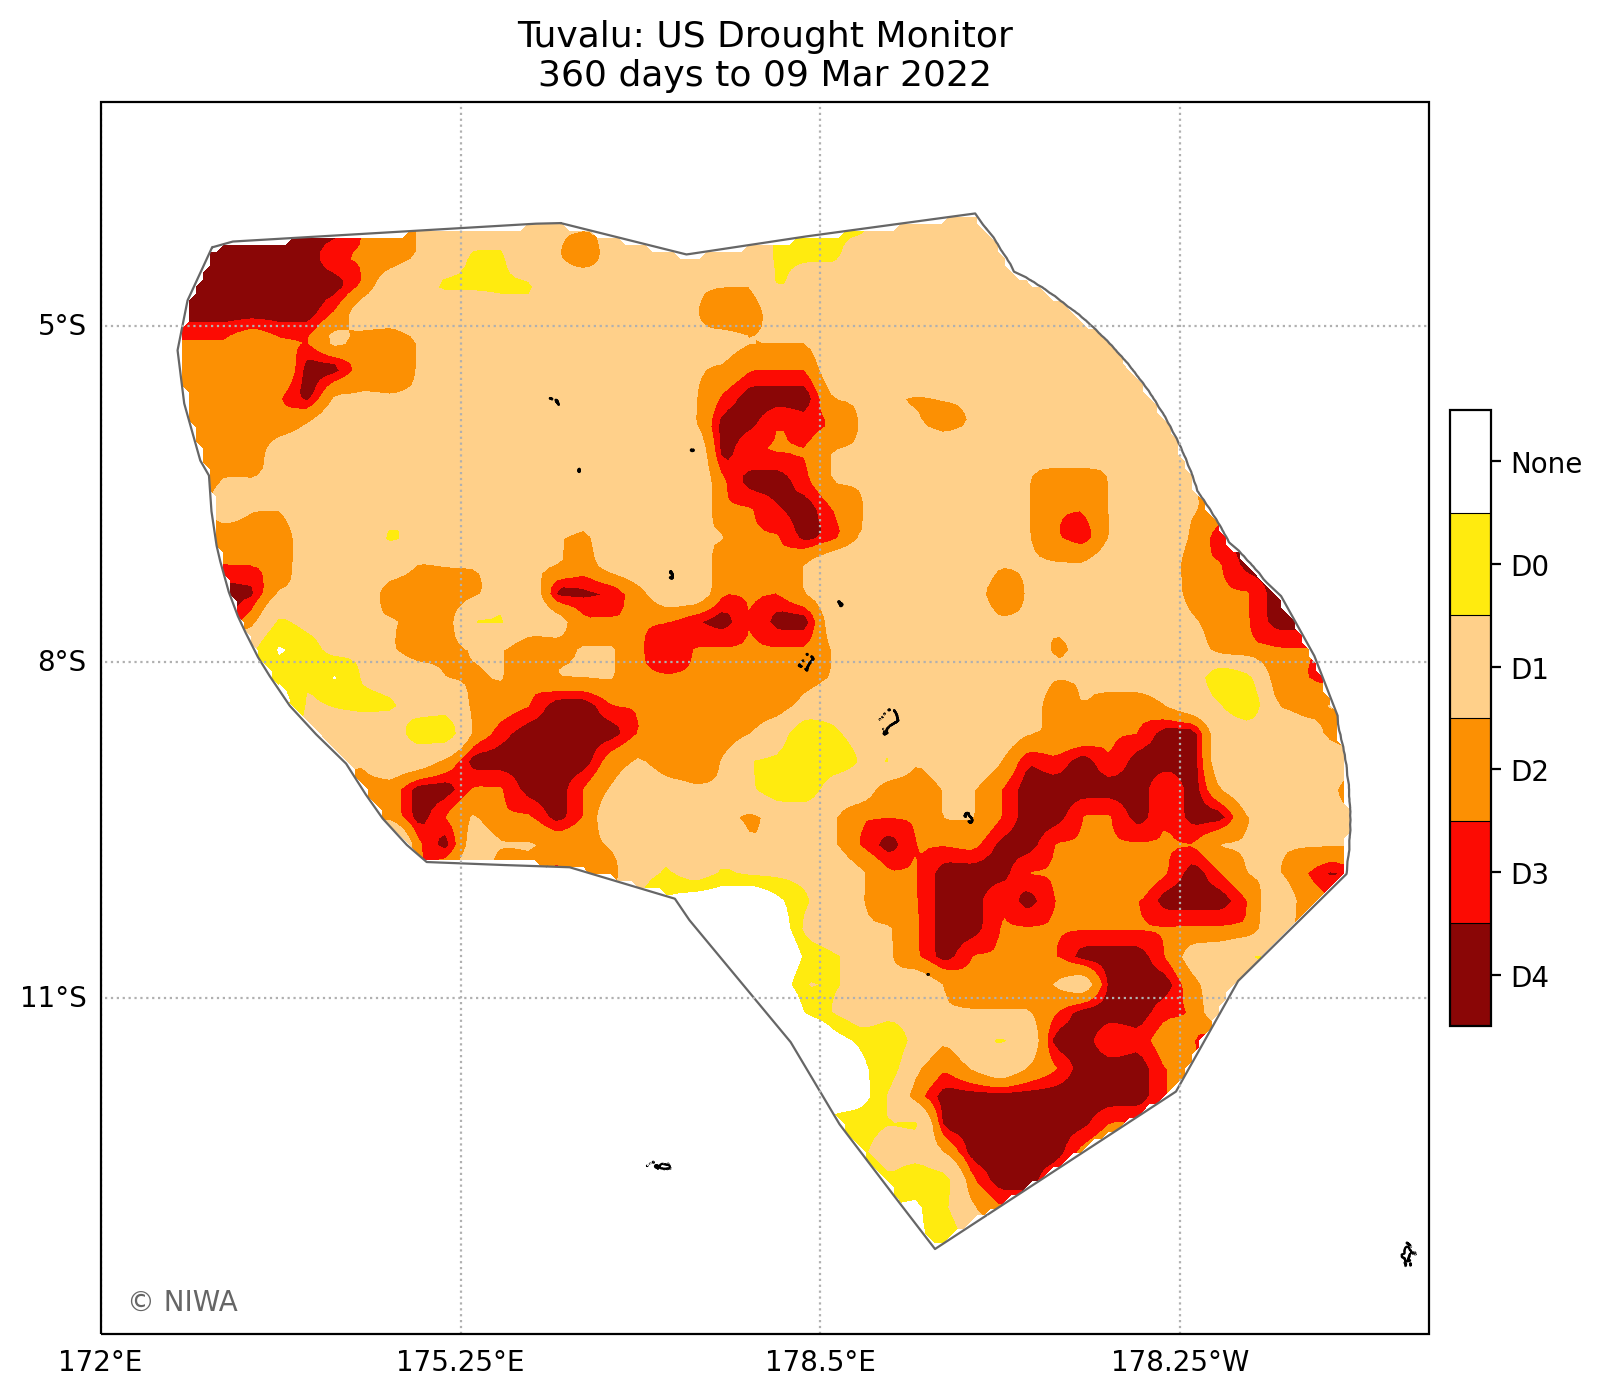 Tuvalu: US Drought Monitor
360 days to 09 Mar 2022
5°S
8°S
11°S
172°E
175.25°E
178.5°E
178.25°W
None
D0
D1
D2
D3
D4
© NIWA